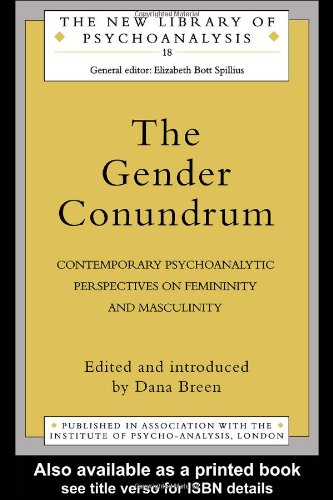 THE NEW LIBRARY OF
PSYCHOANALYSIS
18
General editor: Elizabeth Bott Spillius
The
Gender
Conundrum
CONTEMPORARY PSYCHOANALYTIC
PERSPECTIVES ON FEMININITY
AND MASCULINITY
Edited and introduced
by Dana Breen
PUBLISHED IN ASSOCIATION WITH THE
INSTITUTE OF PSYCHO-ANALYSIS, LONDON
Also available as a printed book
see title verso for ISBN details